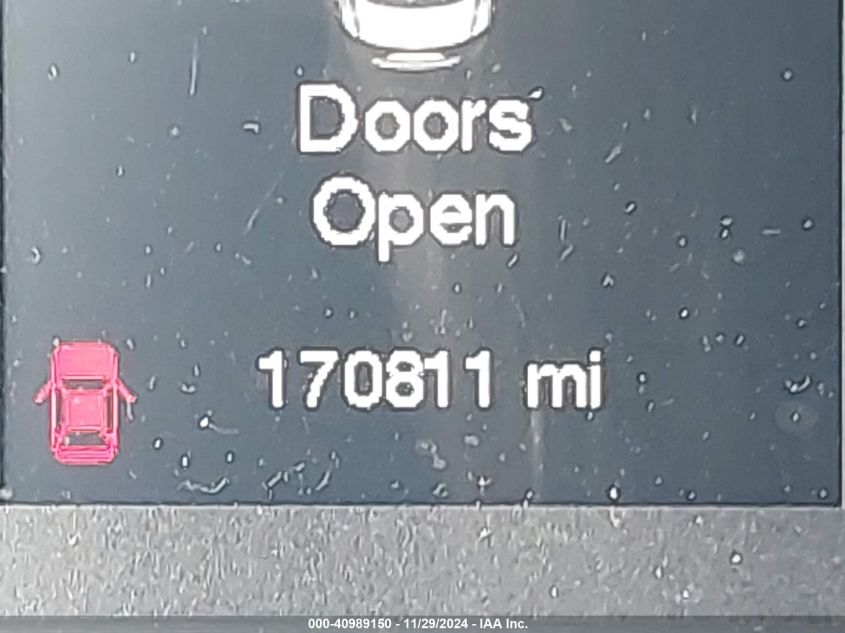 Doors
Open
170811 mi
000-40989150 - 11/29/2024 - IAA Inc.